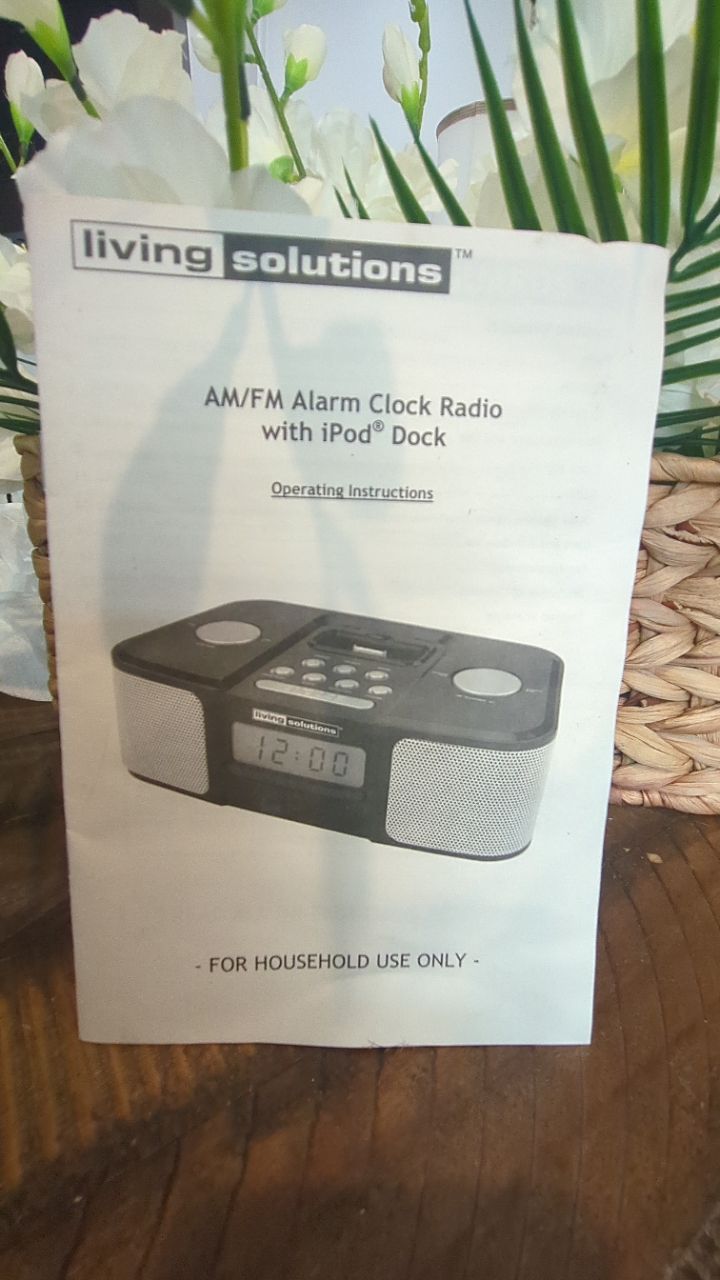 living solutions™
AM/FM Alarm Clock Radio
with iPod® Dock
Operating Instructions
living solutions
12:00
- FOR HOUSEHOLD USE ONLY -